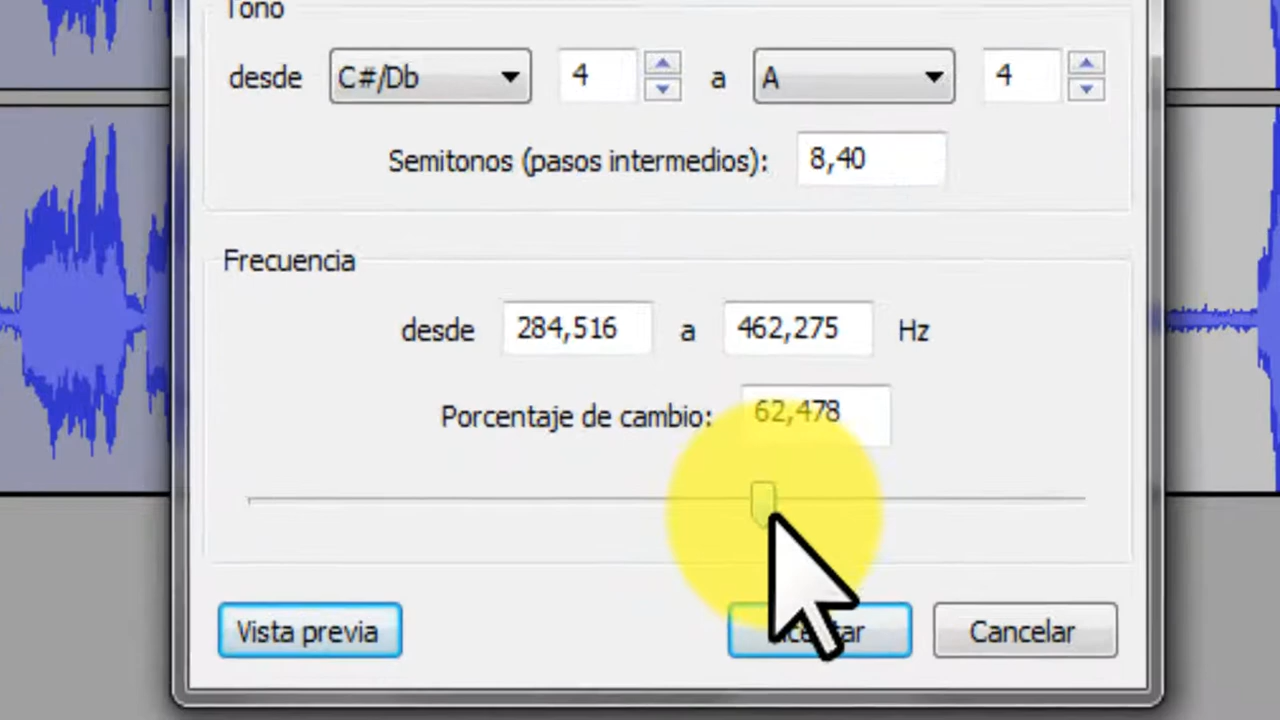 Tono
desde C#/Db 4 a A 4
Semitonos (pasos intermedios): 8,40
Frecuencia
desde 284,516 a 462,275 Hz
Porcentaje de cambio: 62,478
Vista previa Cancelar